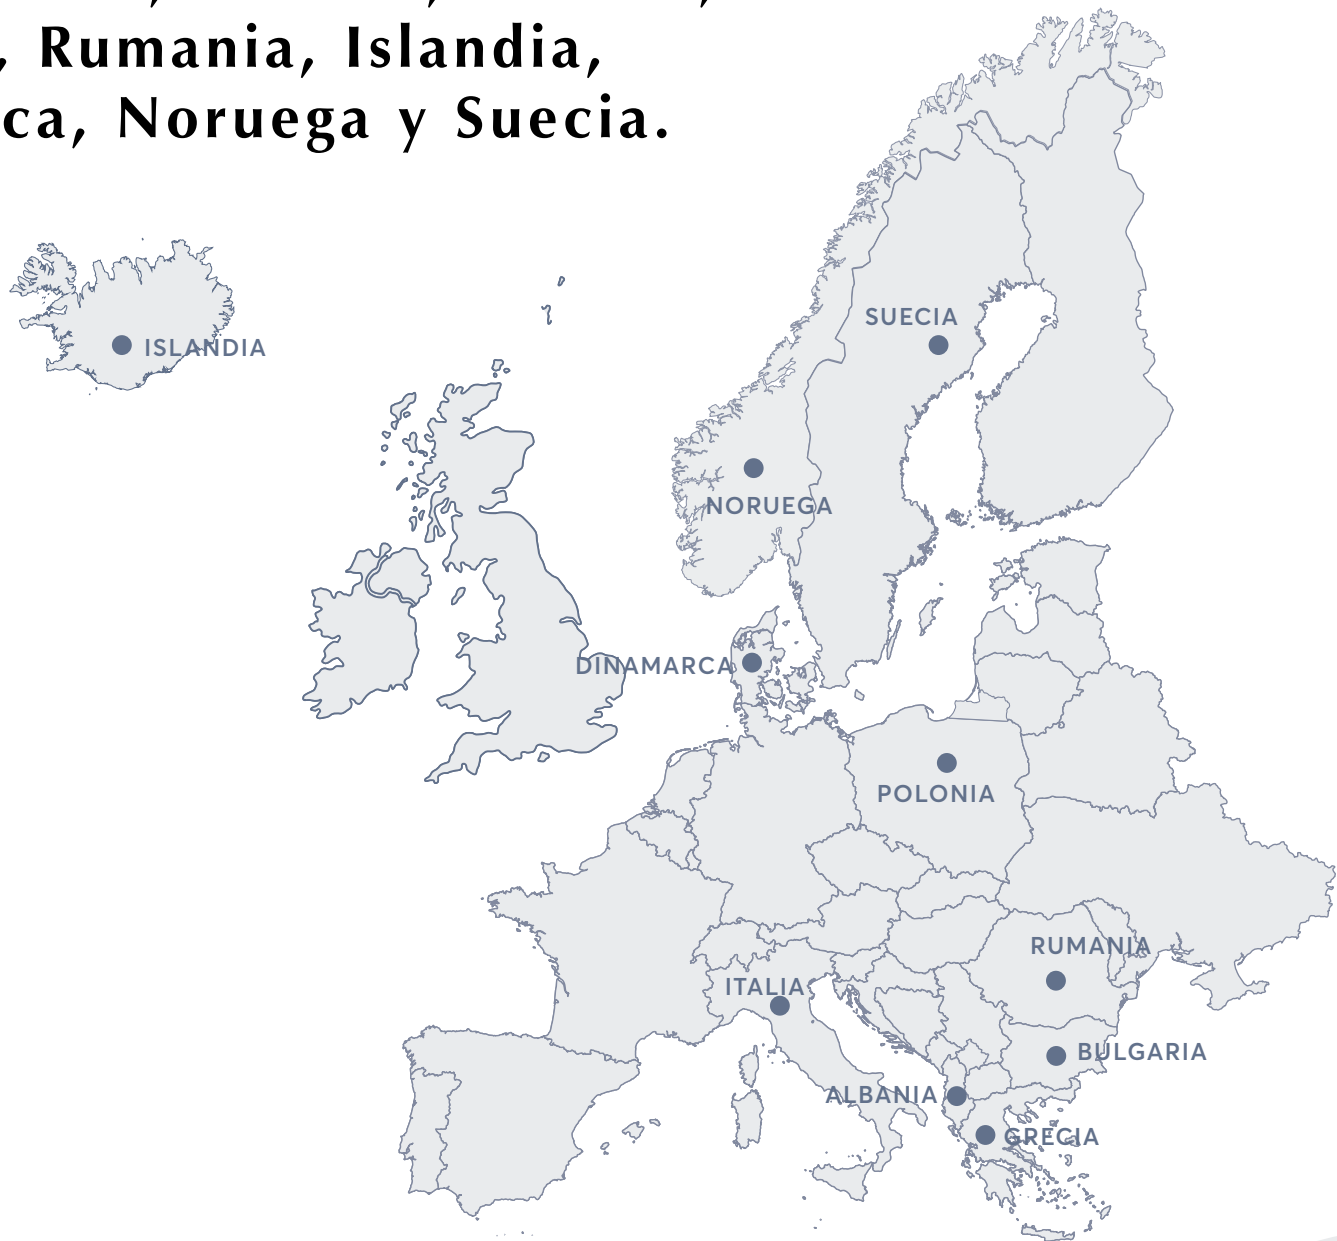 , Rumania, Islandia,
ca, Noruega y Suecia.
SUECIA
ISLANDIA
NORUEGA
DINAMARCA
POLONIA
RUMANIA
ITALIA
BULGARIA
ALBANIA
GRECIA